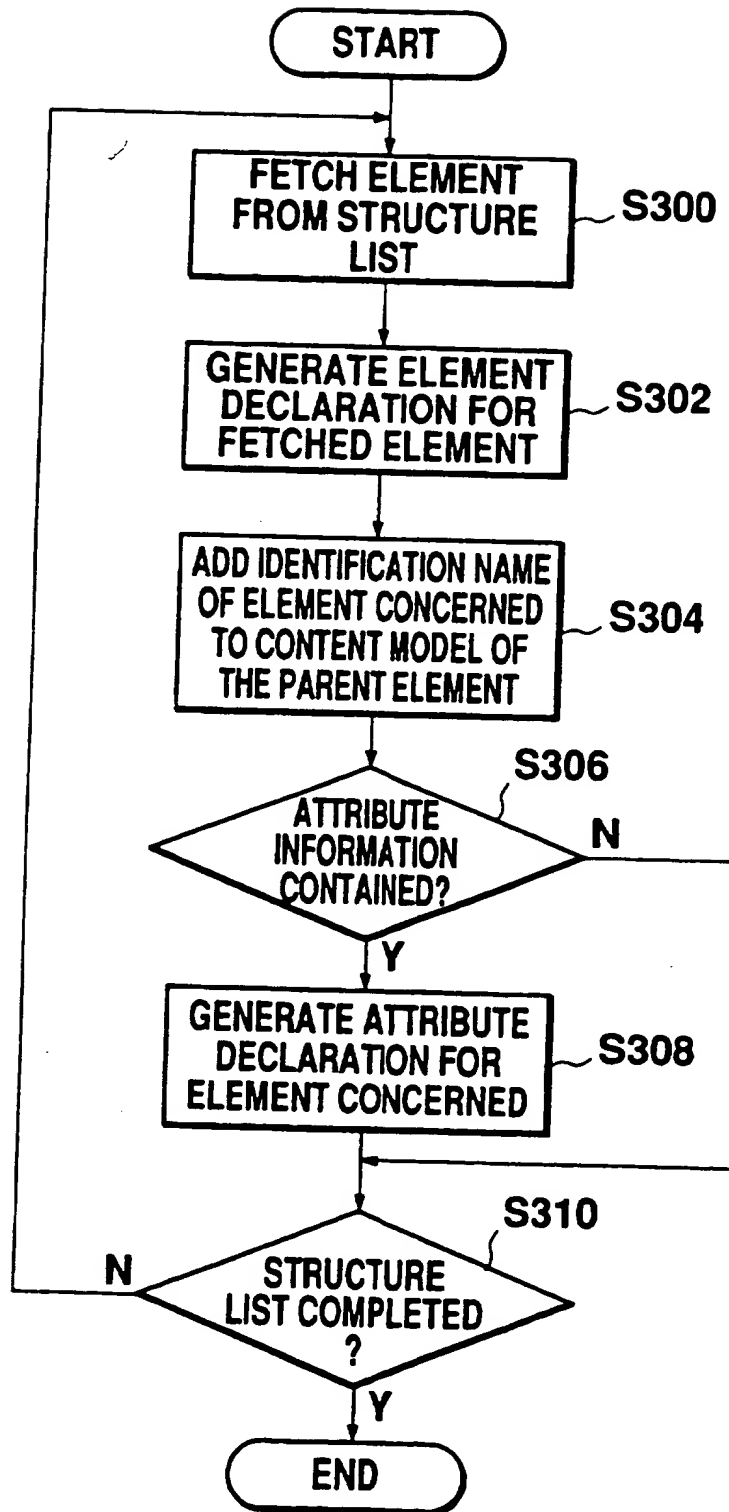 START
FETCH ELEMENT
FROM STRUCTURE
LIST
S300
GENERATE ELEMENT
DECLARATION FOR
FETCHED ELEMENT
S302
ADD IDENTIFICATION NAME
OF ELEMENT CONCERNED
TO CONTENT MODEL OF
THE PARENT ELEMENT
S304
S306
ATTRIBUTE
INFORMATION
CONTAINED?
N
Y
GENERATE ATTRIBUTE
DECLARATION FOR
ELEMENT CONCERNED
S308
S310
N
STRUCTURE
LIST COMPLETED
?
Y
END